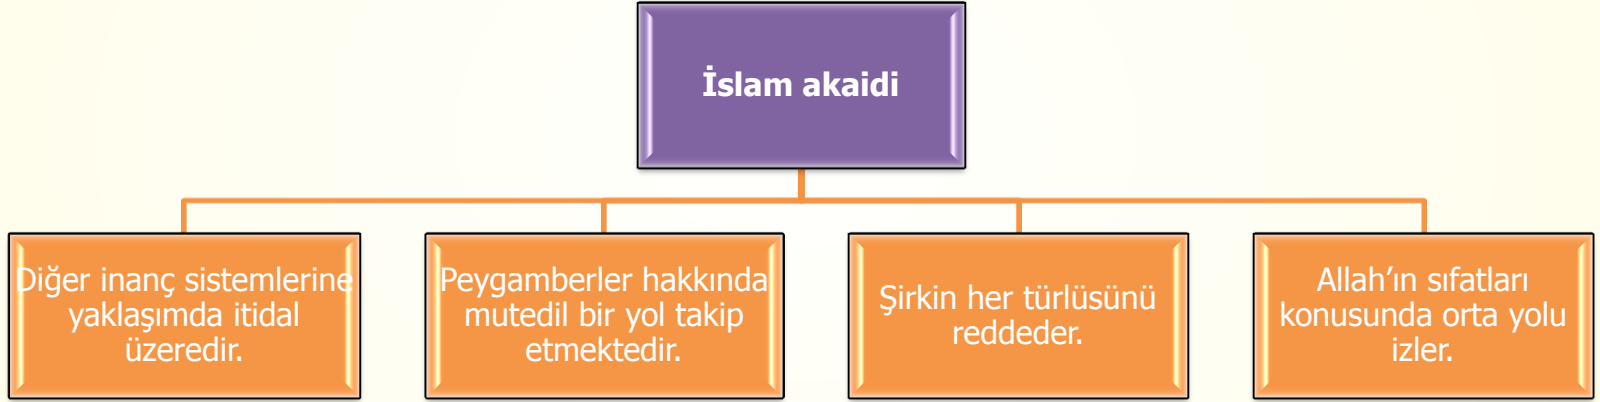 İslam akaidi
Diğer inanç sistemlerine
yaklaşımda itidal
üzeredir.
Peygamberler hakkında
mutedil bir yol takip
etmektedir.
Şirkin her türlüsünü
reddeder.
Allah’ın sıfatları
konusunda orta yolu
izler.